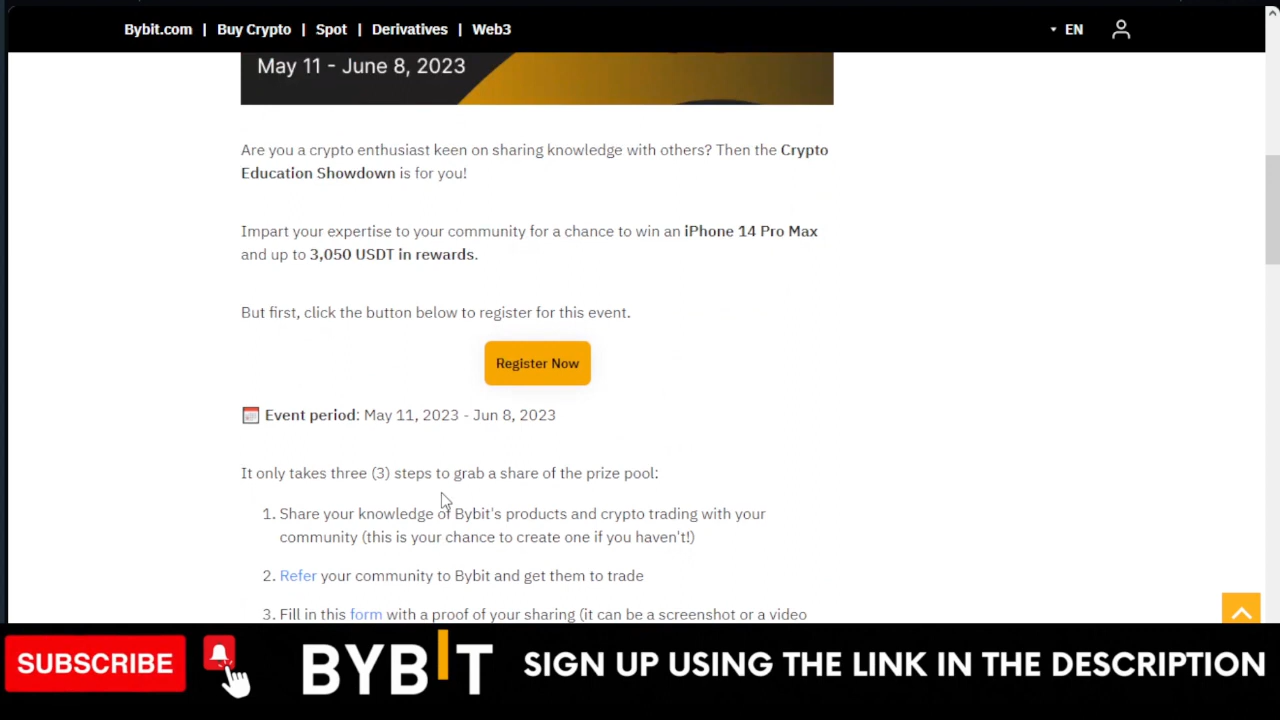 Bybit.com | Buy Crypto | Spot | Derivatives | Web3 EN
May 11 - June 8, 2023
Are you a crypto enthusiast keen on sharing knowledge with others? Then the Crypto
Education Showdown is for you!
Impart your expertise to your community for a chance to win an iPhone 14 Pro Max
and up to 3,050 USDT in rewards.
But first, click the button below to register for this event.
Register Now
Event period: May 11, 2023 - Jun 8, 2023
It only takes three (3) steps to grab a share of the prize pool:
1. Share your knowledge of Bybit's products and crypto trading with your
community (this is your chance to create one if you haven't!)
2. Refer your community to Bybit and get them to trade
3. Fill in this form with a proof of your sharing (it can be a screenshot or a video
SUBSCRIBE BYBIT SIGN UP USING THE LINK IN THE DESCRIPTION